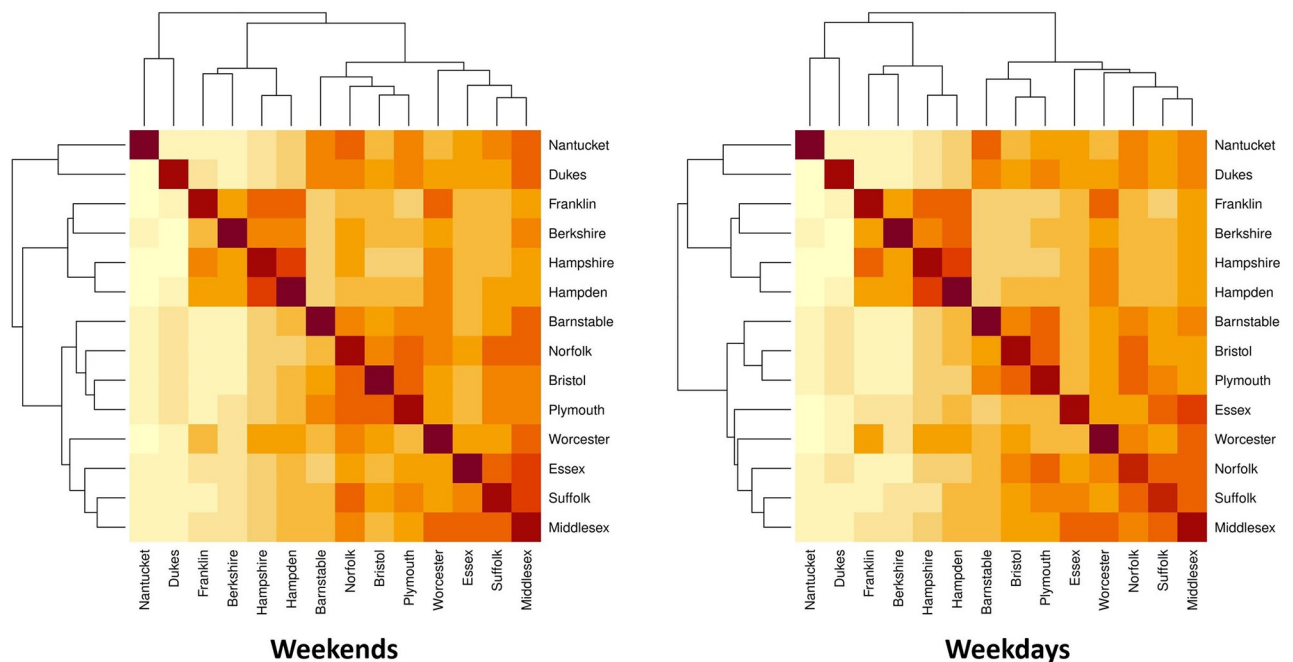 Nantucket
Dukes
Franklin
Berkshire
Hampshire
Hampden
Barnstable
Norfolk
Bristol
Plymouth
Worcester
Essex
Suffolk
Middlesex
Nantucket
Dukes
Franklin
Berkshire
Hampshire
Hampden
Barnstable
Norfolk
Bristol
Plymouth
Worcester
Essex
Suffolk
Middlesex
Weekends
Nantucket
Dukes
Franklin
Berkshire
Hampshire
Hampden
Barnstable
Bristol
Plymouth
Essex
Worcester
Norfolk
Suffolk
Middlesex
Nantucket
Dukes
Franklin
Berkshire
Hampshire
Hampden
Barnstable
Bristol
Plymouth
Essex
Worcester
Norfolk
Suffolk
Middlesex
Weekdays